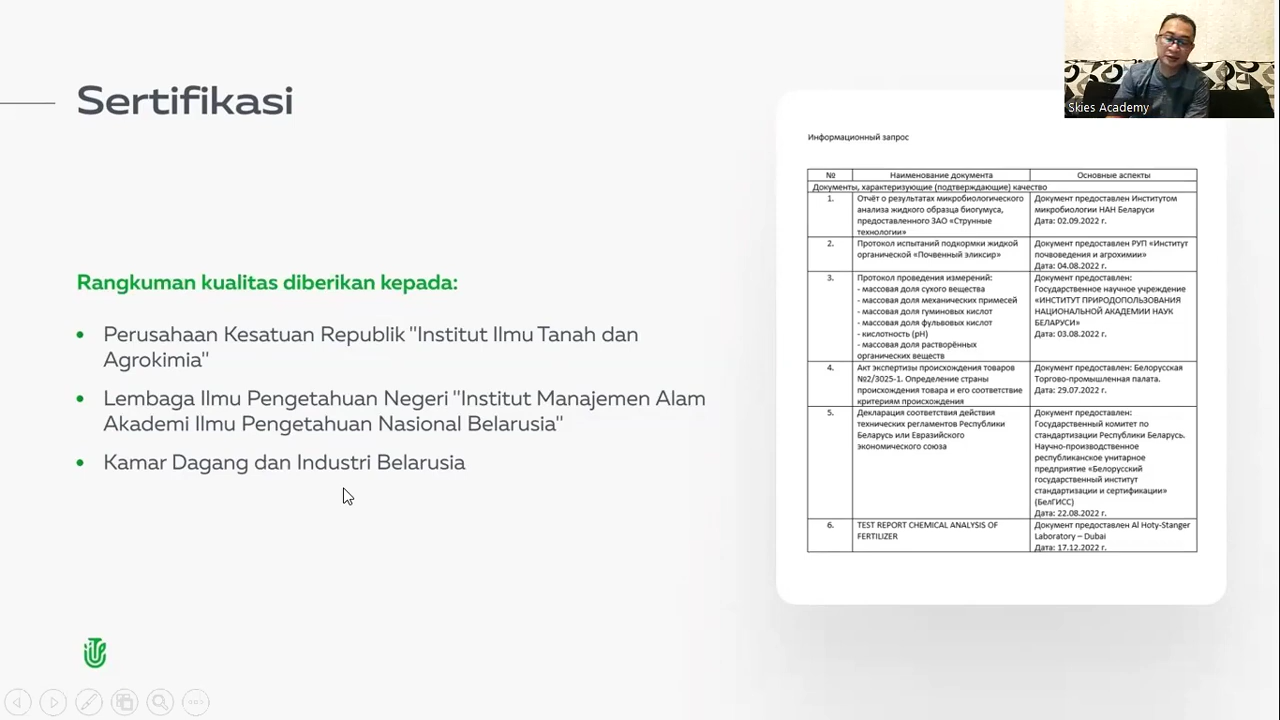 Sertifikasi
Skies Academy
Rangkuman kualitas diberikan kepada:
Perusahaan Kesatuan Republik "Institut Ilmu Tanah dan
Agrokimia"
Lembaga Ilmu Pengetahuan Negeri "Institut Manajemen Alam
Akademi Ilmu Pengetahuan Nasional Belarusia"
Kamar Dagang dan Industri Belarusia
Информационный запрос
№ Наименование документа Основные аспекты
Документы, характеризующие (подтверждающие) качество
1. Отчёт о результатах микробиологического Документ предоставлен Институтом
анализа жидкого образца биогумуса, микробиологии НАН Беларуси
предоставленного ЗАО «Струнные Дата: 02.09.2022 г.
технологии»
2. Протокол испытаний подкормки жидкой Документ предоставлен РУП «Институт
органической «Почвенный эликсир» почвоведения и агрохимии»
Дата: 04.08.2022 г.
3. Протокол проведения измерений: Документ предоставлен:
- массовая доля сухого вещества Государственное научное учреждение
- массовая доля механических примесей «ИНСТИТУТ ПРИРОДОПОЛЬЗОВАНИЯ
- массовая доля гуминовых кислот НАЦИОНАЛЬНОЙ АКАДЕМИИ НАУК
- массовая доля фульвовых кислот БЕЛАРУСИ»
- кислотность (pH) Дата: 03.08.2022 г.
- массовая доля растворённых
органических веществ
4. Акт экспертизы происхождения товаров Документ предоставлен: Белорусская
№2/3025-1. Определение страны Торгово-промышленная палата.
происхождения товара и его соответствие Дата: 29.07.2022 г.
критериям происхождения
5. Декларация соответствия действия Документ предоставлен:
технических регламентов Республики Государственный комитет по
Беларусь или Евразийского стандартизации Республики Беларусь.
экономического союза Научно-производственное
республиканское унитарное
предприятие «Белорусский
государственный институт
стандартизации и сертификации»
(БелГИСС)
Дата: 22.08.2022 г.
6. TEST REPORT CHEMICAL ANALYSIS OF Документ предоставлен Al Hoty-Stanger
FERTILIZER Laboratory – Dubai
Дата: 17.12.2022 г.